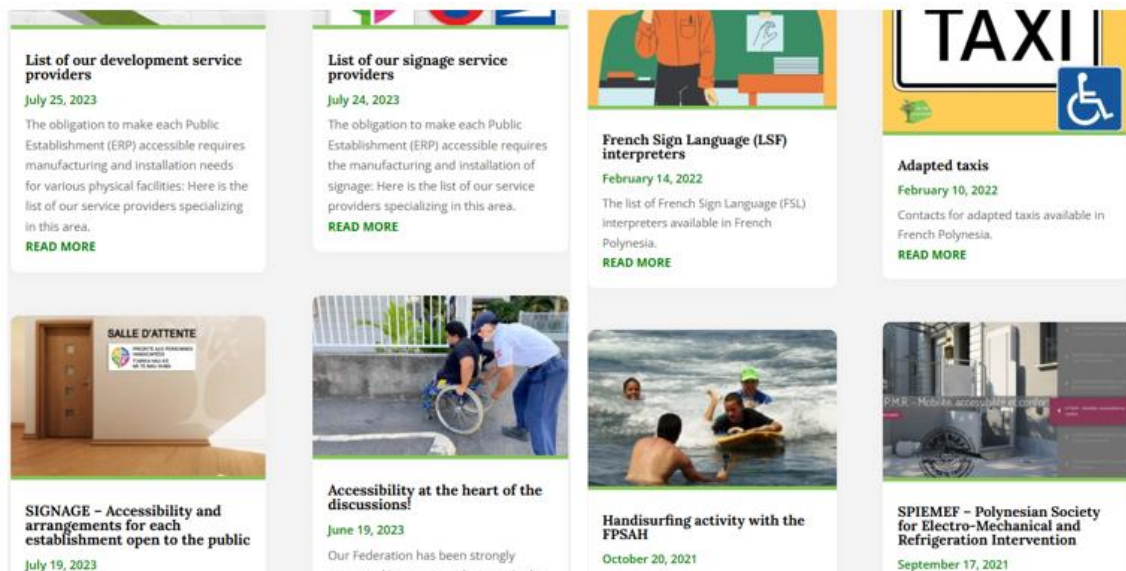 List of our development service
providers
July 25, 2023
The obligation to make each Public
Establishment (ERP) accessible requires
manufacturing and installation needs
for various physical facilities: Here is the
list of our service providers specializing
in this area.
READ MORE
List of our signage service
providers
July 24, 2023
The obligation to make each Public
Establishment (ERP) accessible requires
the manufacturing and installation of
signage: Here is the list of our service
providers specializing in this area.
READ MORE
French Sign Language (LSF)
interpreters
February 14, 2022
The list of French Sign Language (FSL)
interpreters available in French
Polynesia.
READ MORE
TAXI
Adapted taxis
February 10, 2022
Contacts for adapted taxis available in
French Polynesia.
READ MORE
SALLE D'ATTENTE
PRIORITÉ AUX PERSONNES
HANDICAPÉES
SIGNAGE – Accessibility and
arrangements for each
establishment open to the public
July 19, 2023
Accessibility at the heart of the
discussions!
June 19, 2023
Our Federation has been strongly
Handisurfing activity with the
FPSAH
October 20, 2021
P.M.R. - Mobilité, accessibilité et confort
SPIEMEF – Polynesian Society
for Electro-Mechanical and
Refrigeration Intervention
September 17, 2021